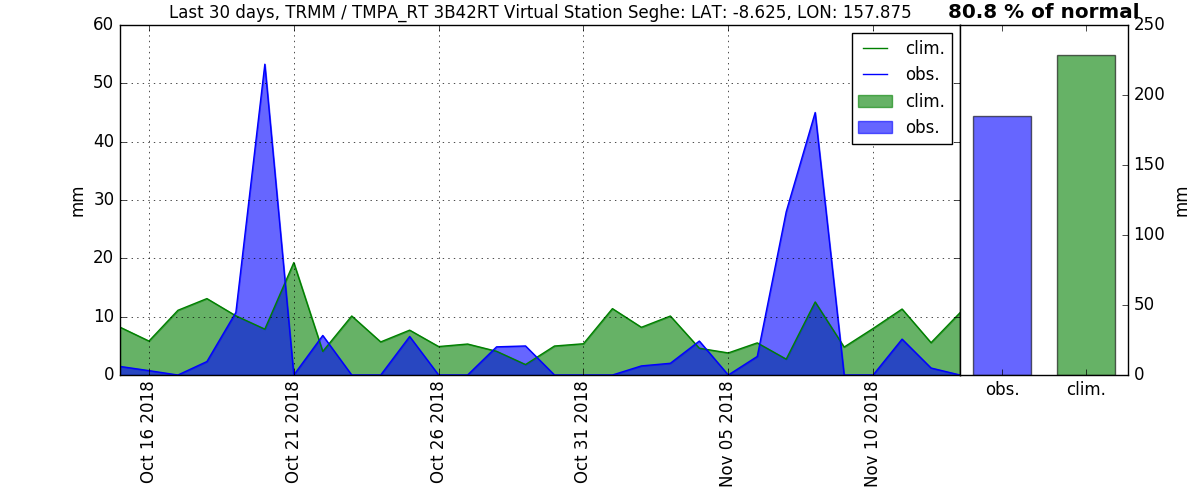 Last 30 days, TRMM / TMPA_RT 3B42RT Virtual Station Seghe: LAT: -8.625, LON: 157.875
80.8 % of normal
60
50
40
30
20
10
0
mm
clim.
obs.
clim.
obs.
Oct 16 2018
Oct 21 2018
Oct 26 2018
Oct 31 2018
Nov 05 2018
Nov 10 2018
250
200
150
100
50
0
mm
obs.
clim.